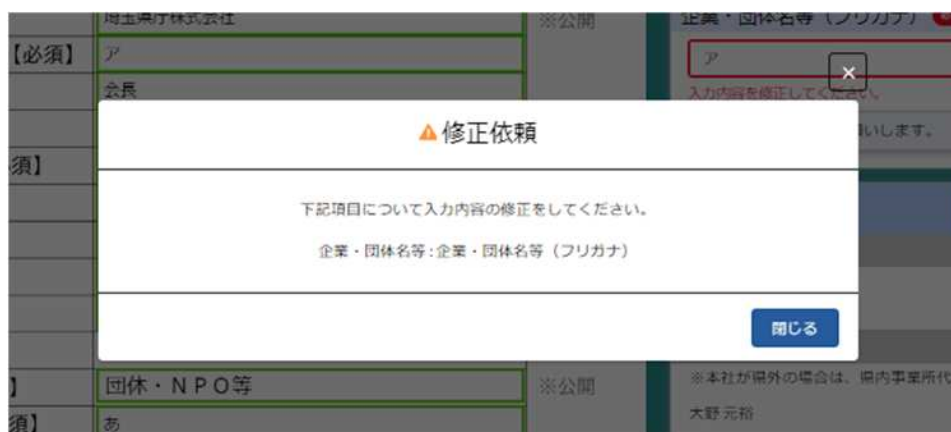 埼玉県庁株式会社
※公開
企業・団体名等（フリガナ）
【必須】
ア
ア
会長
入力内容を修正してください。
×
修正依頼
いします。
須】
下記項目について入力内容の修正をしてください。
企業・団体名等:企業・団体名等（フリガナ）
閉じる
】
団体・ＮＰＯ等
※公開
※本社が県外の場合は、県内事業所代
須】
あ
大野 元裕